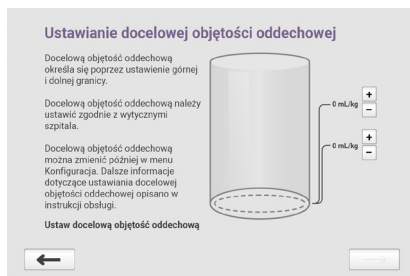 Ustawianie docelowej objętości oddechowej
Docelową objętość oddechową
określa się poprzez ustawienie górnej
i dolnej granicy.
Docelową objętość oddechową należy
ustawić zgodnie z wytycznymi
szpitala.
Docelową objętość oddechową
można zmienić później w menu
Konfiguracja. Dalsze informacje
dotyczące ustawiania docelowej
objętości oddechowej opisano w
instrukcji obsługi.
Ustaw docelową objętość oddechową
+
0 mL/kg
−
+
0 mL/kg
−